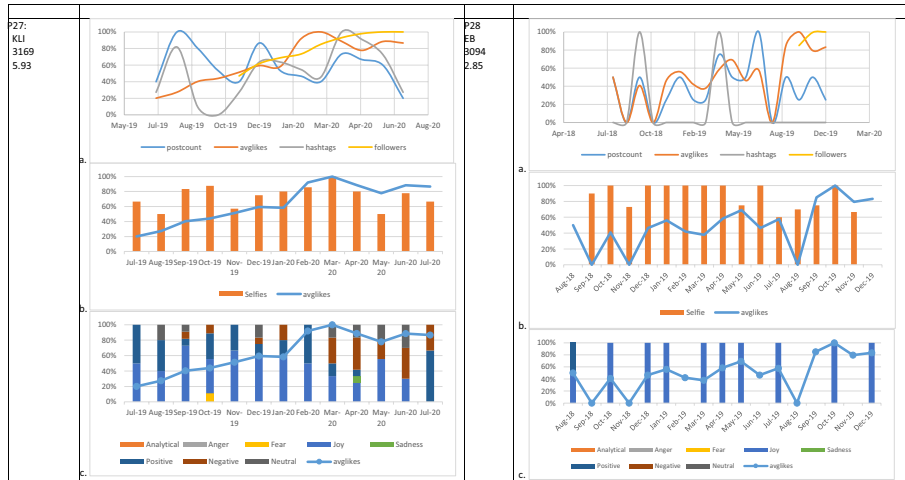 P27:
KLI
3169
5.93
100%
80%
60%
40%
20%
0%
May-19 Jul-19 Aug-19 Oct-19 Dec-19 Jan-20 Mar-20 May-20 Jun-20 Aug-20
postcount avglikes hashtags followers
a.
100%
80%
60%
40%
20%
0%
Jul-19 Aug-19 Sep-19 Oct-19 Nov-19 Dec-19 Jan-20 Feb-20 Mar-20 Apr-20 May-20 Jun-20 Jul-20
Selfies avglikes
b.
100%
80%
60%
40%
20%
0%
Jul-19 Aug-19 Sep-19 Oct-19 Nov-19 Dec-19 Jan-20 Feb-20 Mar-20 Apr-20 May-20 Jun-20 Jul-20
Analytical Anger Fear Joy Sadness
Positive Negative Neutral avglikes
c.
P28
EB
3094
2.85
100%
80%
60%
40%
20%
0%
Apr-18 Jul-18 Oct-18 Feb-19 May-19 Aug-19 Dec-19 Mar-20
postcount avglikes hashtags followers
a.
100%
80%
60%
40%
20%
0%
Aug-18 Sep-18 Oct-18 Nov-18 Dec-18 Jan-19 Feb-19 Mar-19 Apr-19 May-19 Jun-19 Jul-19 Aug-19 Sep-19 Oct-19 Nov-19 Dec-19
Selfie avglikes
b.
100%
80%
60%
40%
20%
0%
Aug-18 Sep-18 Oct-18 Nov-18 Dec-18 Jan-19 Feb-19 Mar-19 Apr-19 May-19 Jun-19 Jul-19 Aug-19 Sep-19 Oct-19 Nov-19 Dec-19
Analytical Anger Fear Joy Sadness
Positive Negative Neutral avglikes
c.